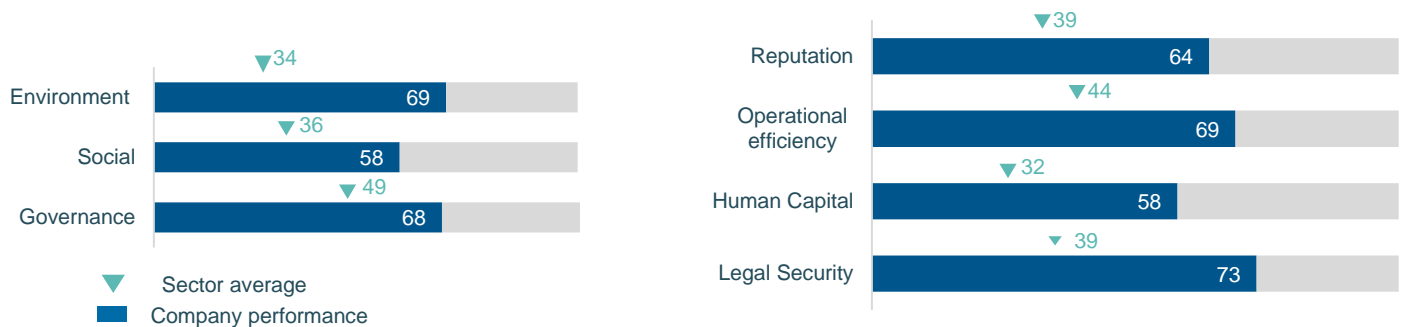 34
Environment
69
36
Social
58
49
Governance
68
Sector average
Company performance
39
Reputation
64
44
Operational
efficiency
69
32
Human Capital
58
39
Legal Security
73